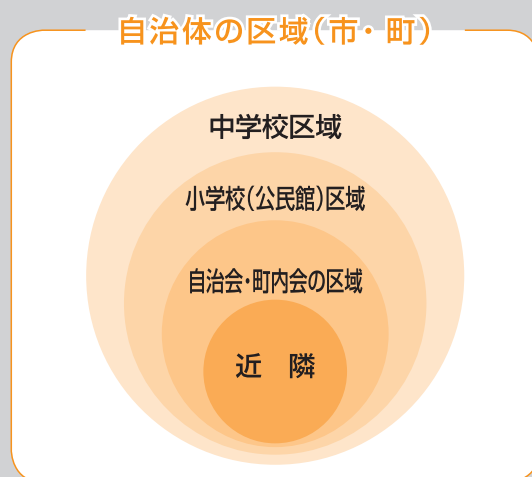 自治体の区域(市・町)
中学校区域
小学校(公民館)区域
自治会・町内会の区域
近　隣